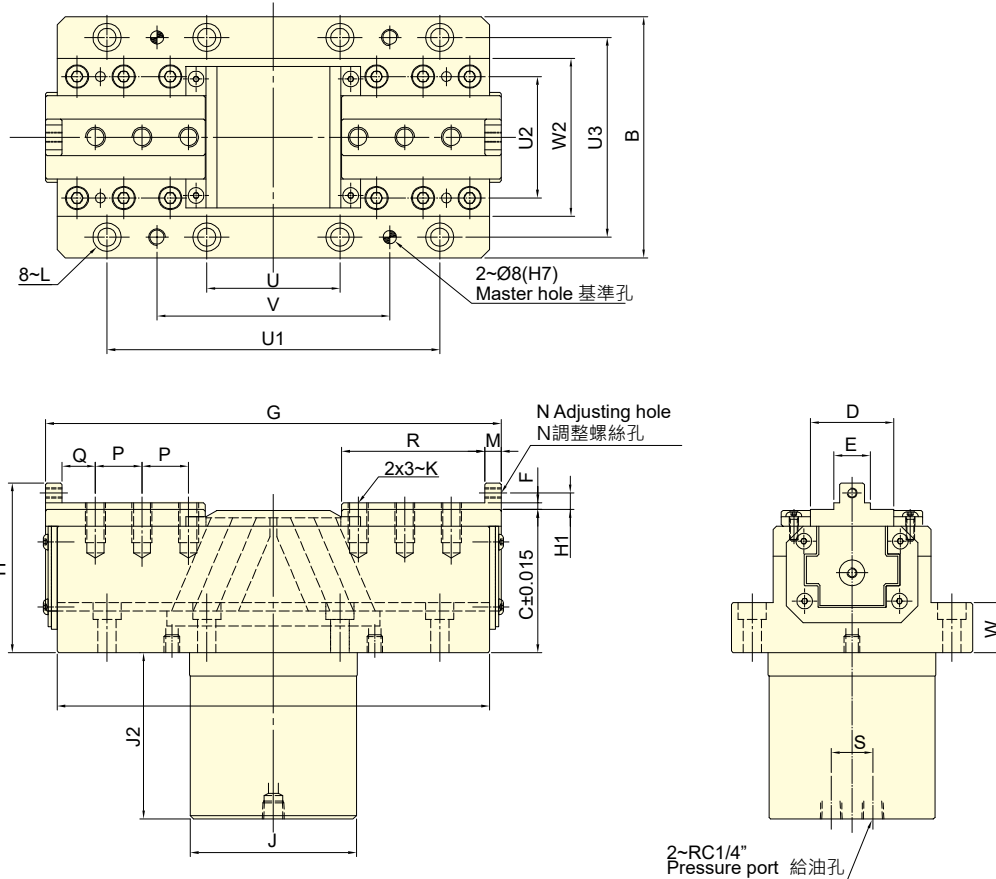 U2
W2
U3
B
8~L
U
V
U1
2~Ø8(H7)
Master hole 基準孔
G
Q
P
P
R
M
2x3~K
N Adjusting hole
N調整螺絲孔
F
H1
C±0.015
H
J2
J
D
E
W
S
2~RC1/4"
Pressure port 給油孔